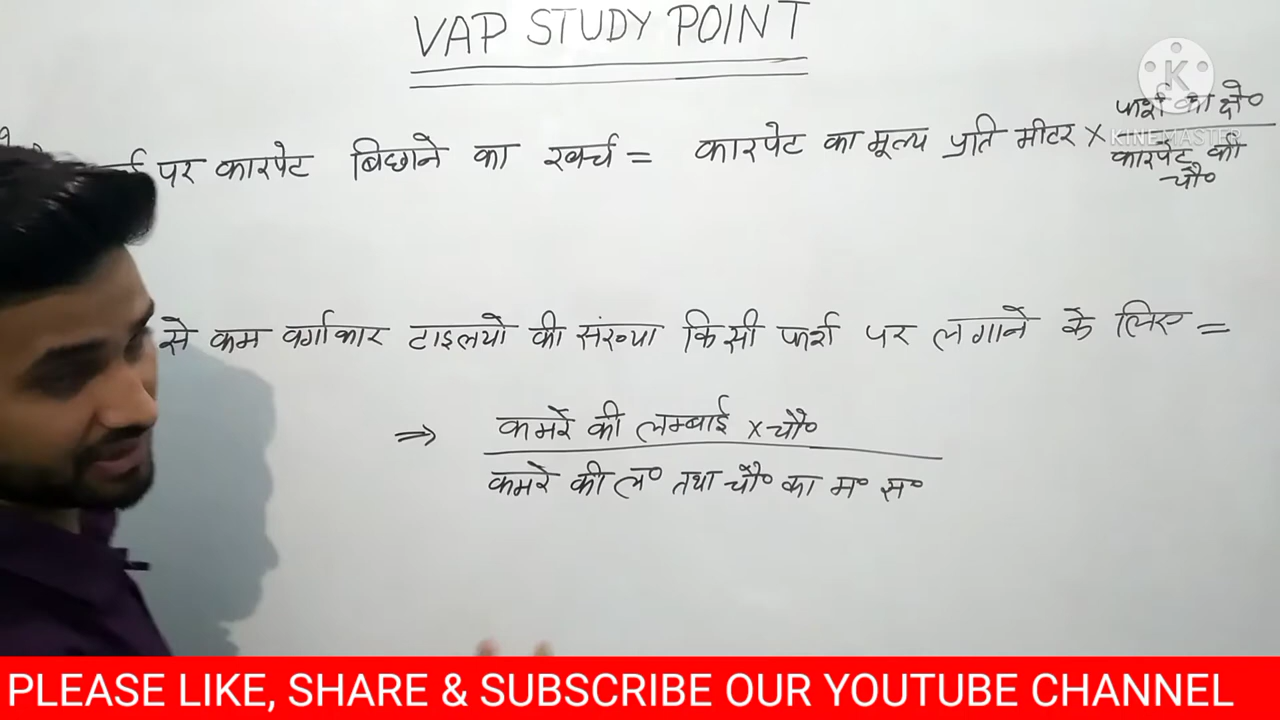 VAP STUDY POINT
K
KINEMASTER
पर कारपेट बिछाने का खर्च = कारपेट का मूल्य प्रति मीटर × फर्श का क्षे०
कारपेट की
चौ०
से कम वर्गाकार टाइलयो की संख्या किसी फर्श पर लगाने के लिए =
⇒ कमरे की लम्बाई × चौ०
कमरे की ल० तथा चौ० का म० स०
PLEASE LIKE, SHARE & SUBSCRIBE OUR YOUTUBE CHANNEL